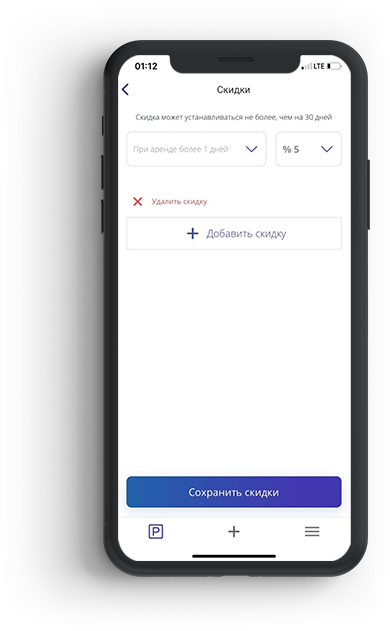 01:12
LTE
Скидки
Скидка может устанавливаться не более, чем на 30 дней
При аренде более 1 дней
% 5
Удалить скидку
Добавить скидку
Сохранить скидки
P